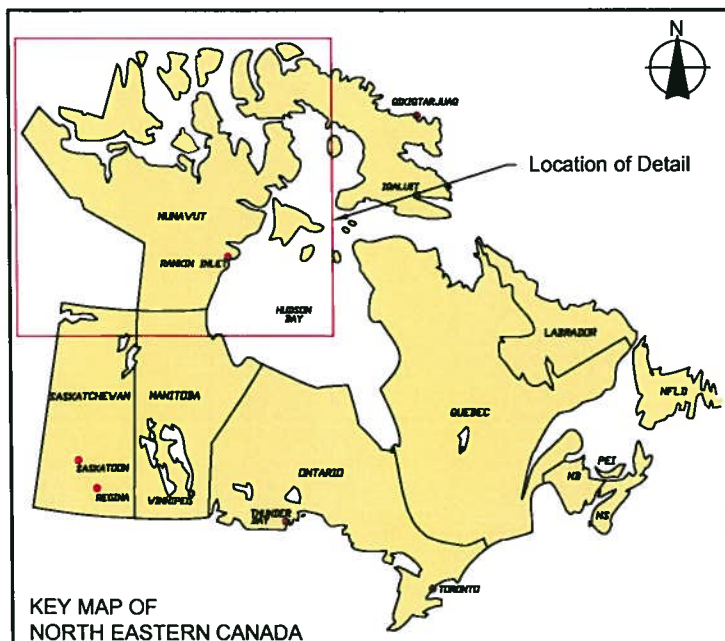 N
QIKIQTARJUAQ
Location of Detail
IQALUIT
NUNAVUT
RANKIN INLET
HUDSON
BAY
LABRADOR
SASKATCHEWAN
MANITOBA
NFLD
QUEBEC
PEI
ONTARIO
SASKATOON
NB
REGINA
WINNIPEG
THUNDER
BAY
NS
TORONTO
KEY MAP OF
NORTH EASTERN CANADA